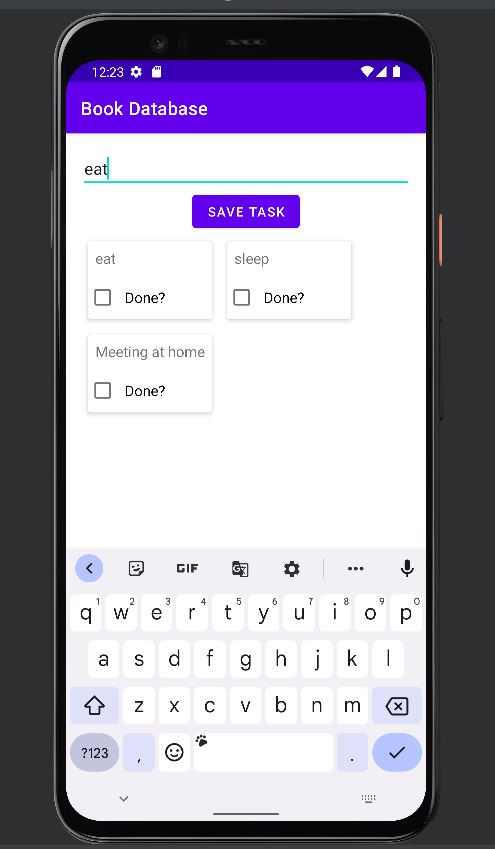 12:23
Book Database
eat
SAVE TASK
eat sleep
Done? Done?
Meeting at home
Done?
GIF
q1 w2 e3 r4 t5 y6 u7 i8 o9 p0
a s d f g h j k l
z x c v b n m
?123 , .